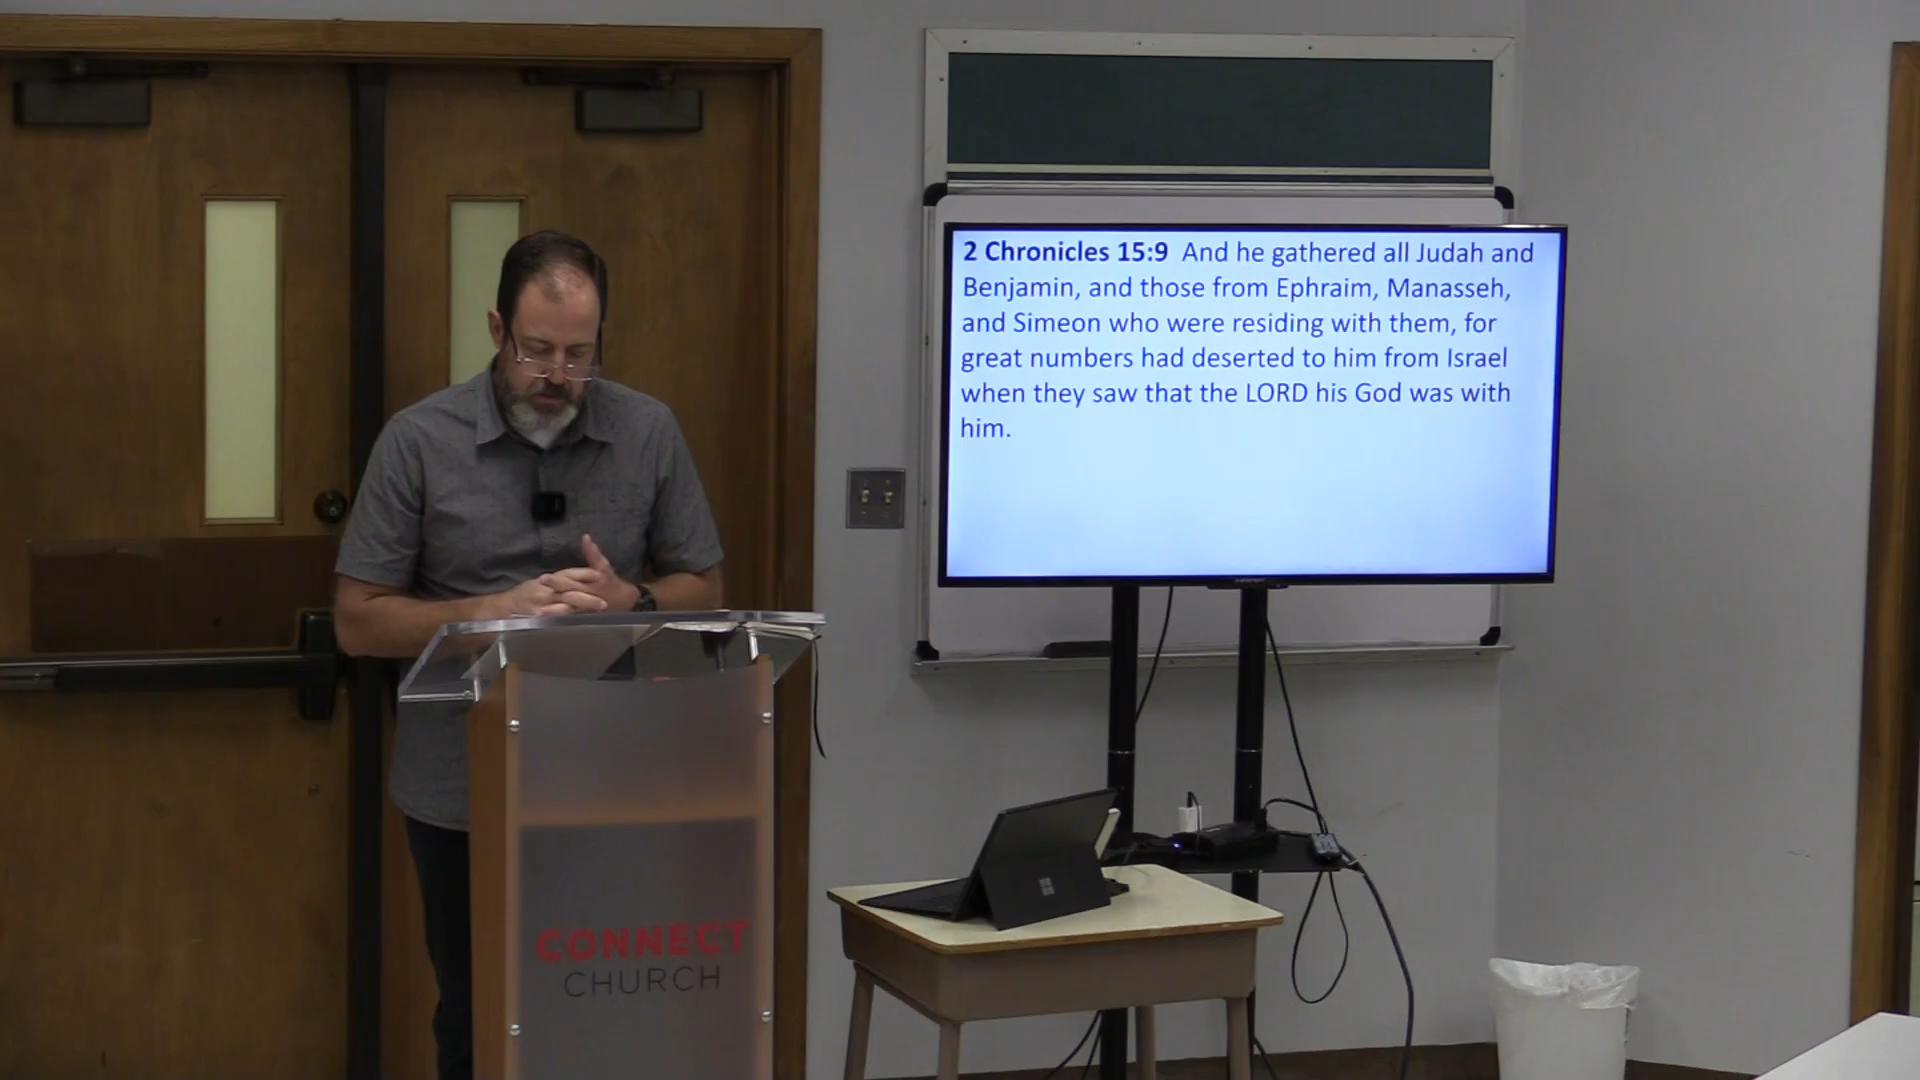 2 Chronicles 15:9 And he gathered all Judah and
Benjamin, and those from Ephraim, Manasseh,
and Simeon who were residing with them, for
great numbers had deserted to him from Israel
when they saw that the LORD his God was with
him.
CONNECT
CHURCH